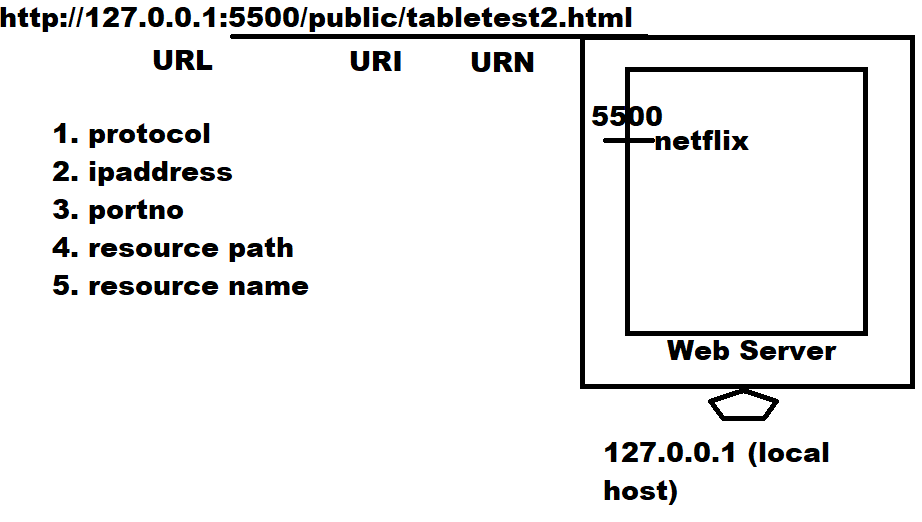 http://127.0.0.1:5500/public/tabletest2.html
URL URI URN
1. protocol
2. ipaddress
3. portno
4. resource path
5. resource name
5500
netflix
Web Server
127.0.0.1 (local
host)